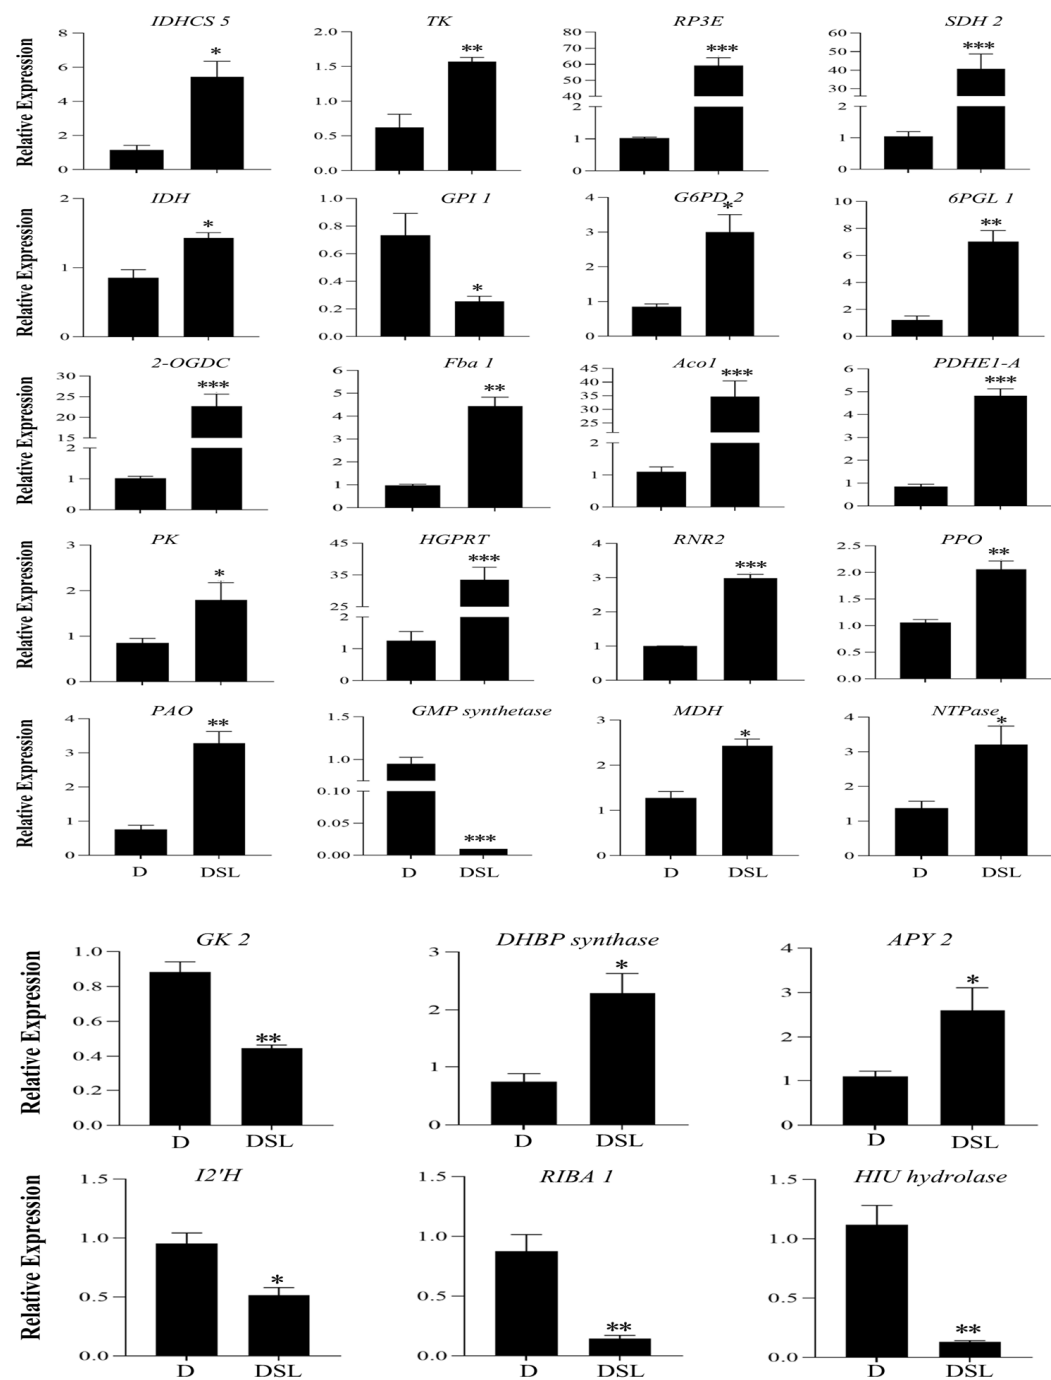 IDHCS 5 TK RP3E SDH 2
Relative Expression
8 6 4 2 0 *
2.0 1.5 1.0 0.5 0.0 **
80 70 60 50 40 2 1 0 ***
60 50 40 30 2 1 0 ***
IDH GPI 1 G6PD 2 6PGL 1
Relative Expression
2 1 0 *
1.0 0.8 0.6 0.4 0.2 0.0 *
4 3 2 1 0 *
10 8 6 4 2 0 **
2-OGDC Fba 1 Aco1 PDHE1-A
Relative Expression
30 25 20 15 2 1 0 ***
6 5 4 3 2 1 0 **
45 40 35 30 25 2 1 0 ***
6 5 4 3 2 1 0 ***
PK HGPRT RNR2 PPO
Relative Expression
3 2 1 0 *
45 35 25 2 1 0 ***
4 3 2 1 0 ***
2.5 2.0 1.5 1.0 0.5 0.0 **
PAO GMP synthetase MDH NTPase
Relative Expression
4 3 2 1 0 **
1.5 1.0 0.10 0.05 0.00 ***
3 2 1 0 *
4 3 2 1 0 *
D DSL D DSL D DSL D DSL
GK 2 DHBP synthase APY 2
Relative Expression
1.0 0.8 0.6 0.4 0.2 0.0 **
3 2 1 0 *
4 3 2 1 0 *
D DSL D DSL D DSL
I2'H RIBA 1 HIU hydrolase
Relative Expression
1.5 1.0 0.5 0.0 *
1.5 1.0 0.5 0.0 **
1.5 1.0 0.5 0.0 **
D DSL D DSL D DSL